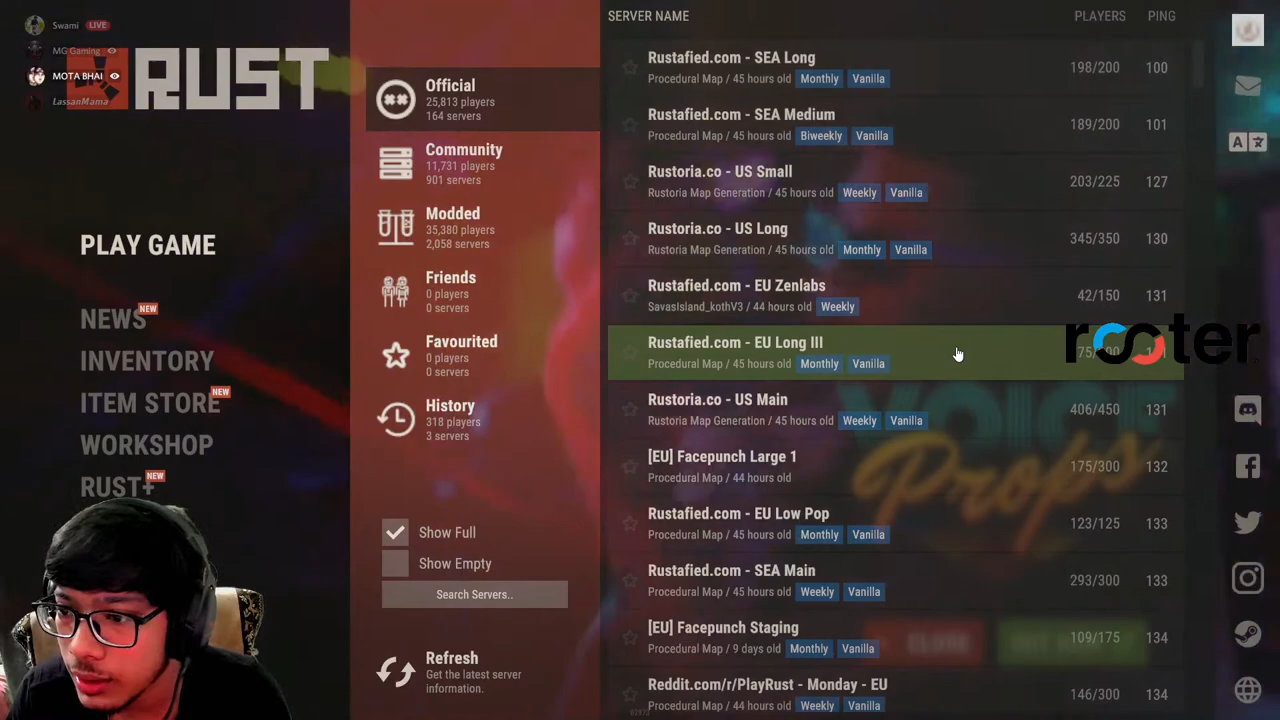 Swami LIVE
MG Gaming
MOTA BHAI
LassanMama
RUST
PLAY GAME
NEWS NEW
INVENTORY
ITEM STORE NEW
WORKSHOP
RUST+ NEW
Official
25,813 players
164 servers
Community
11,731 players
901 servers
Modded
35,380 players
2,058 servers
Friends
0 players
0 servers
Favourited
0 players
0 servers
History
318 players
3 servers
Show Full
Show Empty
Search Servers..
Refresh
Get the latest server
information.
SERVER NAME PLAYERS PING
Rustafied.com - SEA Long
Procedural Map / 45 hours old Monthly Vanilla
198/200 100
Rustafied.com - SEA Medium
Procedural Map / 45 hours old Biweekly Vanilla
189/200 101
Rustoria.co - US Small
Rustoria Map Generation / 45 hours old Weekly Vanilla
203/225 127
Rustoria.co - US Long
Rustoria Map Generation / 45 hours old Monthly Vanilla
345/350 130
Rustafied.com - EU Zenlabs
SavasIsland_kothV3 / 44 hours old Weekly
42/150 131
Rustafied.com - EU Long III
Procedural Map / 45 hours old Monthly Vanilla
rooter
Rustoria.co - US Main
Rustoria Map Generation / 45 hours old Weekly Vanilla
406/450 131
[EU] Facepunch Large 1
Procedural Map / 44 hours old
175/300 132
Rustafied.com - EU Low Pop
Procedural Map / 45 hours old Monthly Vanilla
123/125 133
Rustafied.com - SEA Main
Procedural Map / 45 hours old Weekly Vanilla
293/300 133
[EU] Facepunch Staging
Procedural Map / 9 days old Monthly Vanilla
109/175 134
Reddit.com/r/PlayRust - Monday - EU
Procedural Map / 44 hours old Weekly Vanilla
146/300 134
VOICE
Props
CLOSE